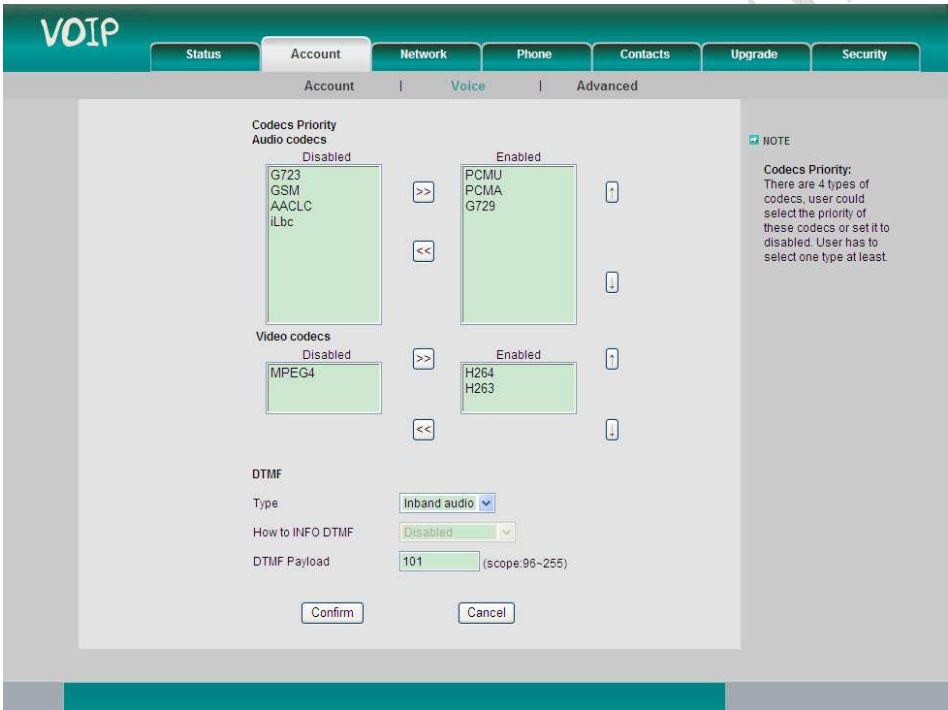 VOIP
Status Account Network Phone Contacts Upgrade Security
Account | Voice | Advanced
Codecs Priority
Audio codecs
Disabled Enabled
G723
GSM
AACLC
iLbc
>>
<<
PCMU
PCMA
G729
↑
↓
Video codecs
Disabled Enabled
MPEG4
>>
<<
H264
H263
↑
↓
DTMF
Type Inband audio
How to INFO DTMF Disabled
DTMF Payload 101 (scope:96~255)
Confirm Cancel
NOTE
Codecs Priority:
There are 4 types of
codecs, user could
select the priority of
these codecs or set it to
disabled. User has to
select one type at least.